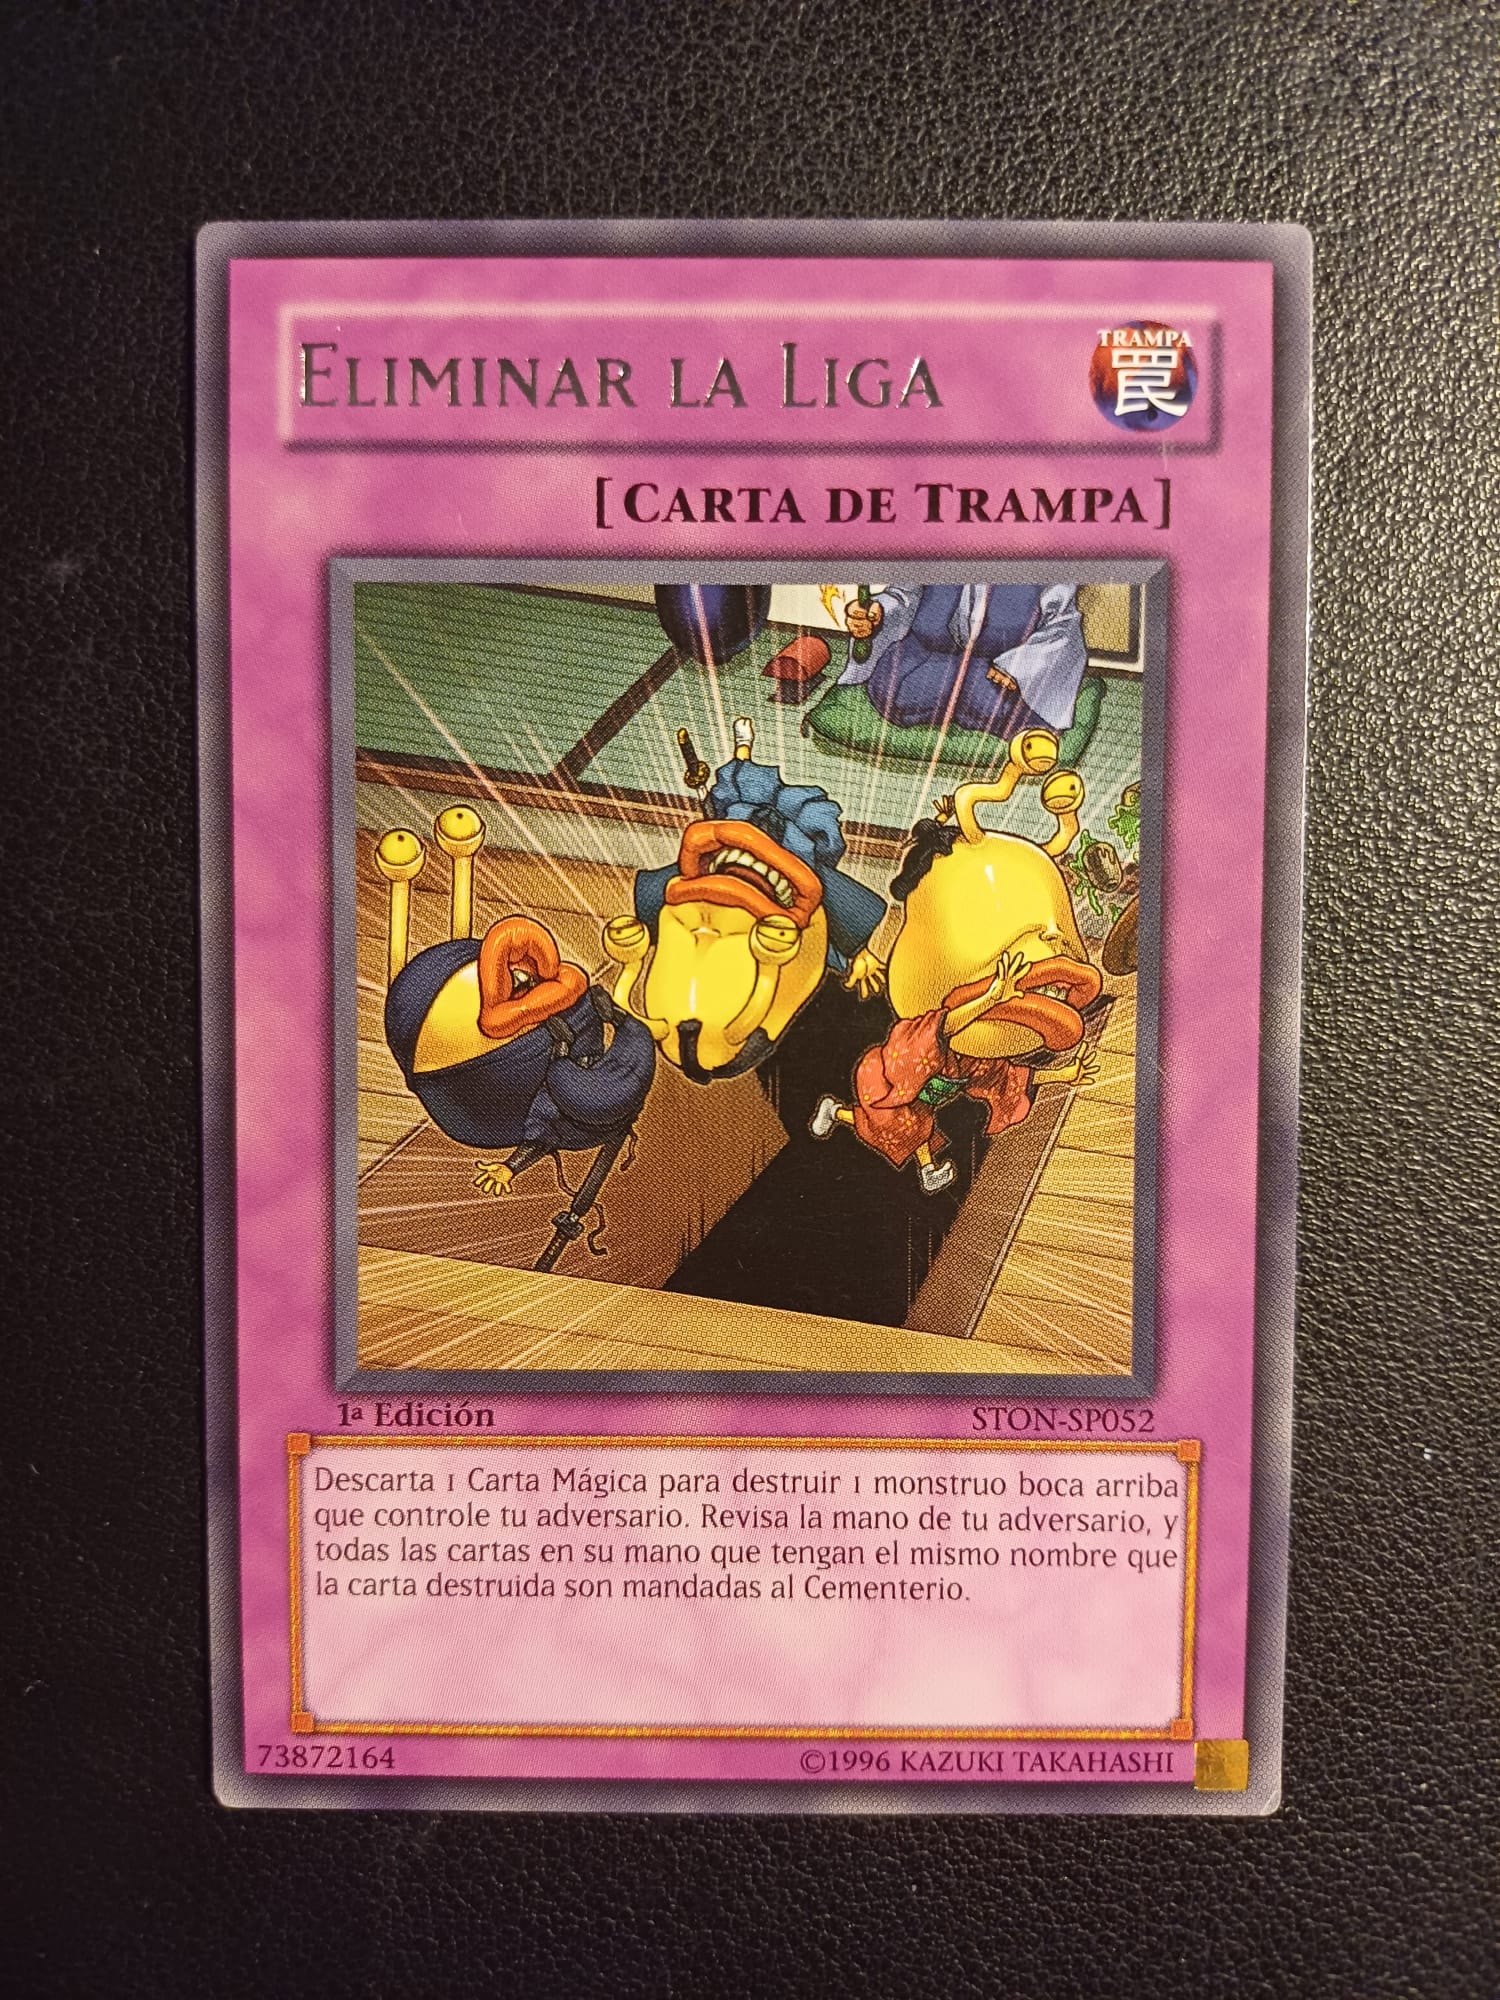 Eliminar la Liga
TRAMPA
罠
[Carta de Trampa]
1ª Edición
STON-SP052
Descarta 1 Carta Mágica para destruir 1 monstruo boca arriba
que controle tu adversario. Revisa la mano de tu adversario, y
todas las cartas en su mano que tengan el mismo nombre que
la carta destruida son mandadas al Cementerio.
73872164
©1996 KAZUKI TAKAHASHI